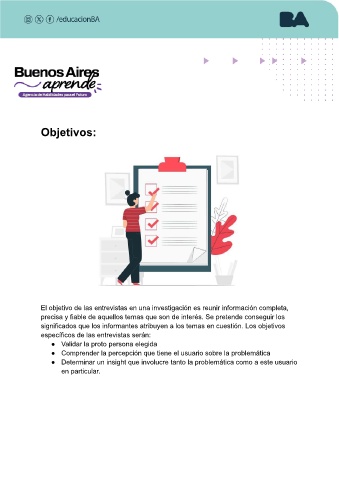 /educacionBA
BA
Buenos Aires
aprende
Agencia de Habilidades para el Futuro
Objetivos:
El objetivo de las entrevistas en una investigación es reunir información completa,
precisa y fiable de aquellos temas que son de interés. Se pretende conseguir los
significados que los informantes atribuyen a los temas en cuestión. Los objetivos
específicos de las entrevistas serán:
● Validar la proto persona elegida
● Comprender la percepción que tiene el usuario sobre la problemática
● Determinar un insight que involucre tanto la problemática como a este usuario
en particular.